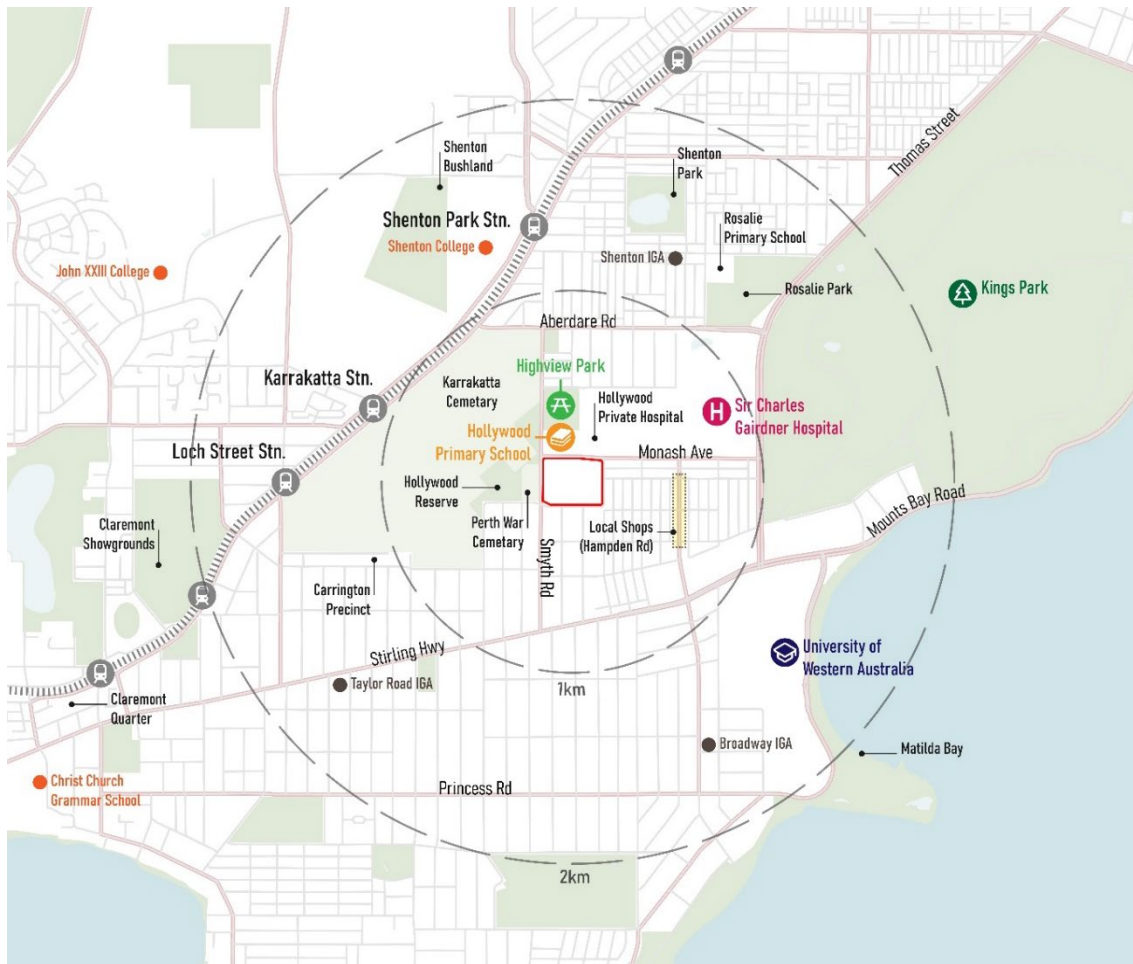 Thomas Street
Shenton
Bushland
Shenton
Park
Shenton Park Stn.
Shenton College
Rosalie
Primary School
Shenton IGA
John XXIII College
Rosalie Park
Kings Park
Aberdare Rd
Highview Park
Karrakatta Stn.
Karrakatta
Cemetery
Hollywood
Private Hospital
H
Sir Charles
Gairdner Hospital
Hollywood
Primary School
Loch Street Stn.
Monash Ave
Hollywood
Reserve
Perth War
Cemetery
Mounts Bay Road
Claremont
Showgrounds
Local Shops
(Hampden Rd)
Smyth Rd
Carrington
Precinct
Stirling Hwy
University of
Western Australia
1km
Taylor Road IGA
Claremont
Quarter
Broadway IGA
Matilda Bay
Christ Church
Grammar School
Princess Rd
2km